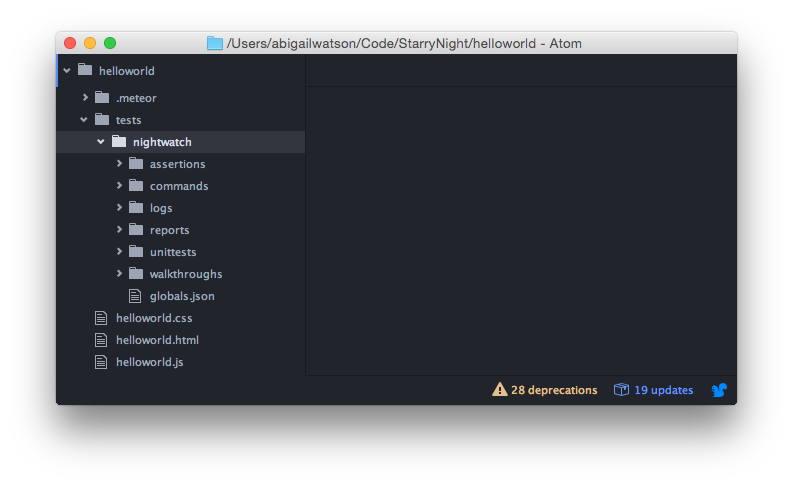 /Users/abigailwatson/Code/StarryNight/helloworld - Atom
helloworld
.meteor
tests
nightwatch
assertions
commands
logs
reports
unittests
walkthroughs
globals.json
helloworld.css
helloworld.html
helloworld.js
28 deprecations 19 updates